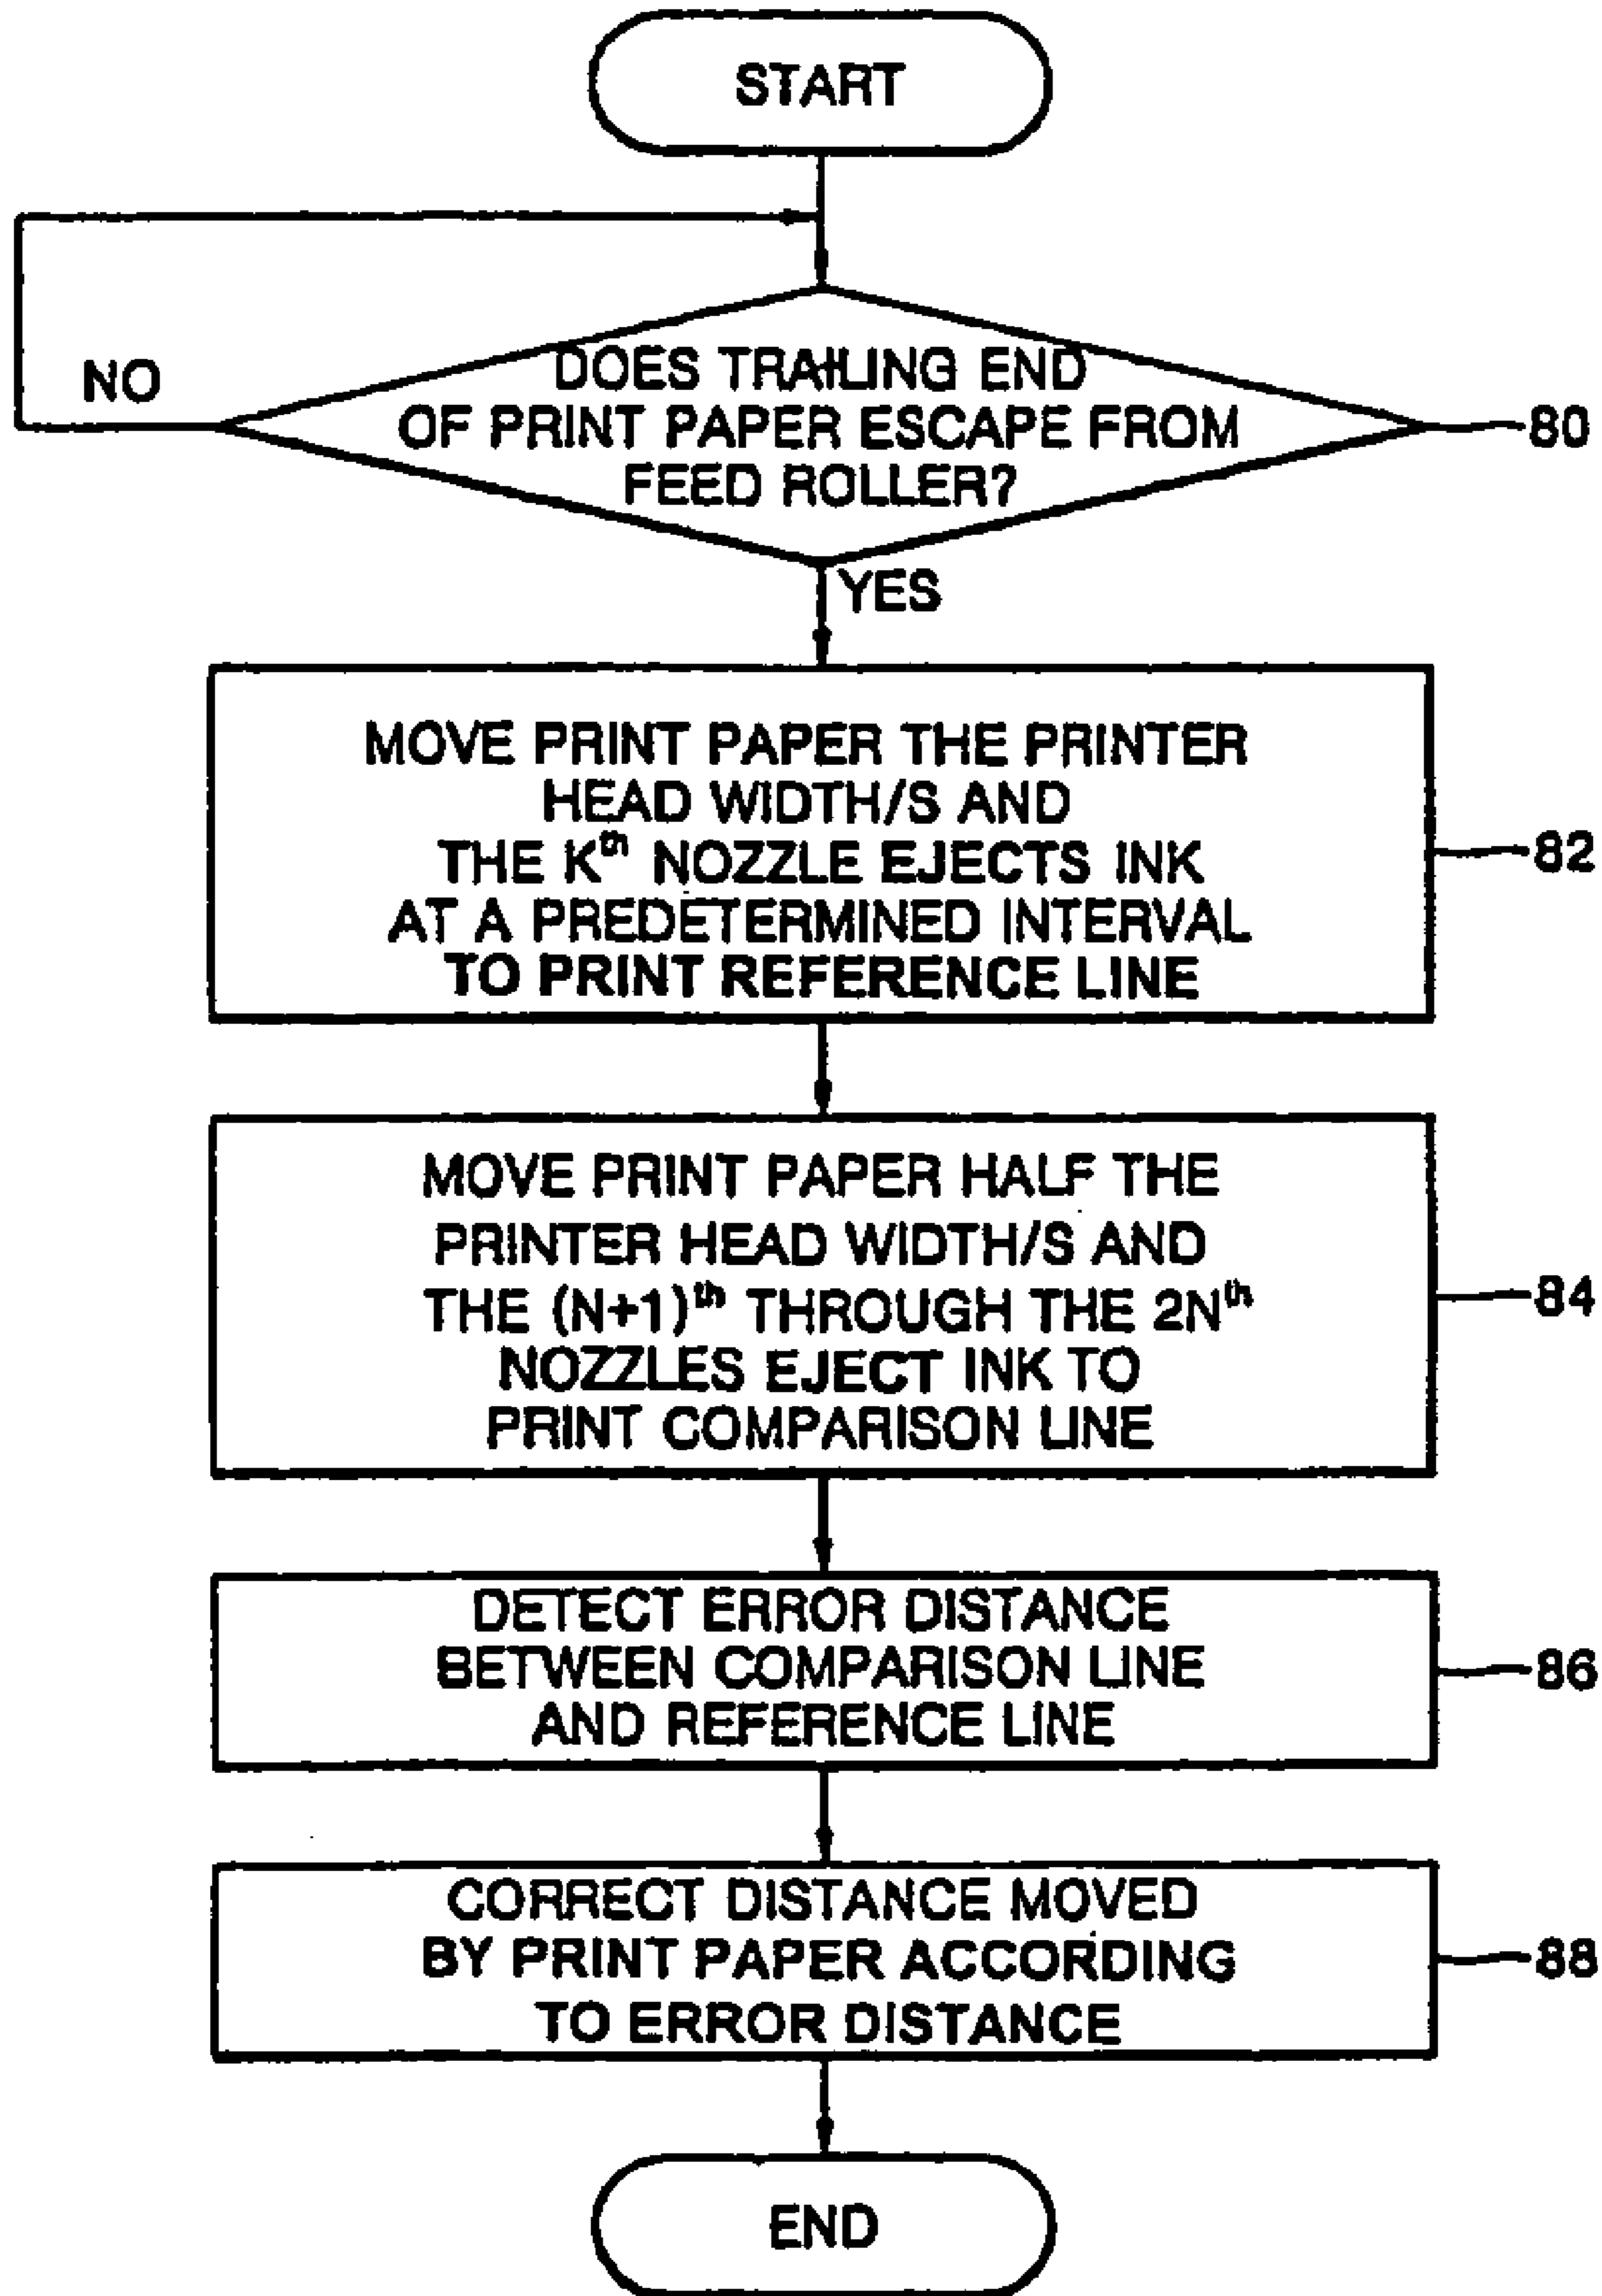 START
NO
DOES TRAILING END
OF PRINT PAPER ESCAPE FROM
FEED ROLLER?
80
YES
MOVE PRINT PAPER THE PRINTER
HEAD WIDTH/S AND
THE Kth NOZZLE EJECTS INK
AT A PREDETERMINED INTERVAL
TO PRINT REFERENCE LINE
82
MOVE PRINT PAPER HALF THE
PRINTER HEAD WIDTH/S AND
THE (N+1)th THROUGH THE 2Nth
NOZZLES EJECT INK TO
PRINT COMPARISON LINE
84
DETECT ERROR DISTANCE
BETWEEN COMPARISON LINE
AND REFERENCE LINE
86
CORRECT DISTANCE MOVED
BY PRINT PAPER ACCORDING
TO ERROR DISTANCE
88
END